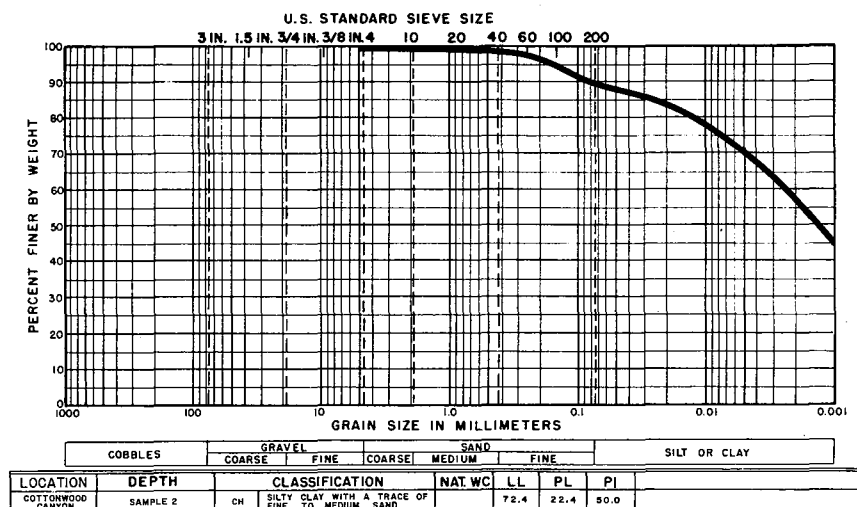 U.S. STANDARD SIEVE SIZE
3 IN. 1.5 IN. 3/4 IN. 3/8 IN. 4 10 20 40 60 100 200
100
90
80
70
60
50
40
30
20
10
0
PERCENT FINER BY WEIGHT
1000 100 10 1.0 0.1 0.01 0.001
GRAIN SIZE IN MILLIMETERS
COBBLES GRAVEL SAND SILT OR CLAY
COARSE FINE COARSE MEDIUM FINE
LOCATION DEPTH CLASSIFICATION NAT. WC LL PL PI
COTTONWOOD CANYON SAMPLE 2 CH SILTY CLAY WITH A TRACE OF FINE TO MEDIUM SAND 72.4 22.4 50.0